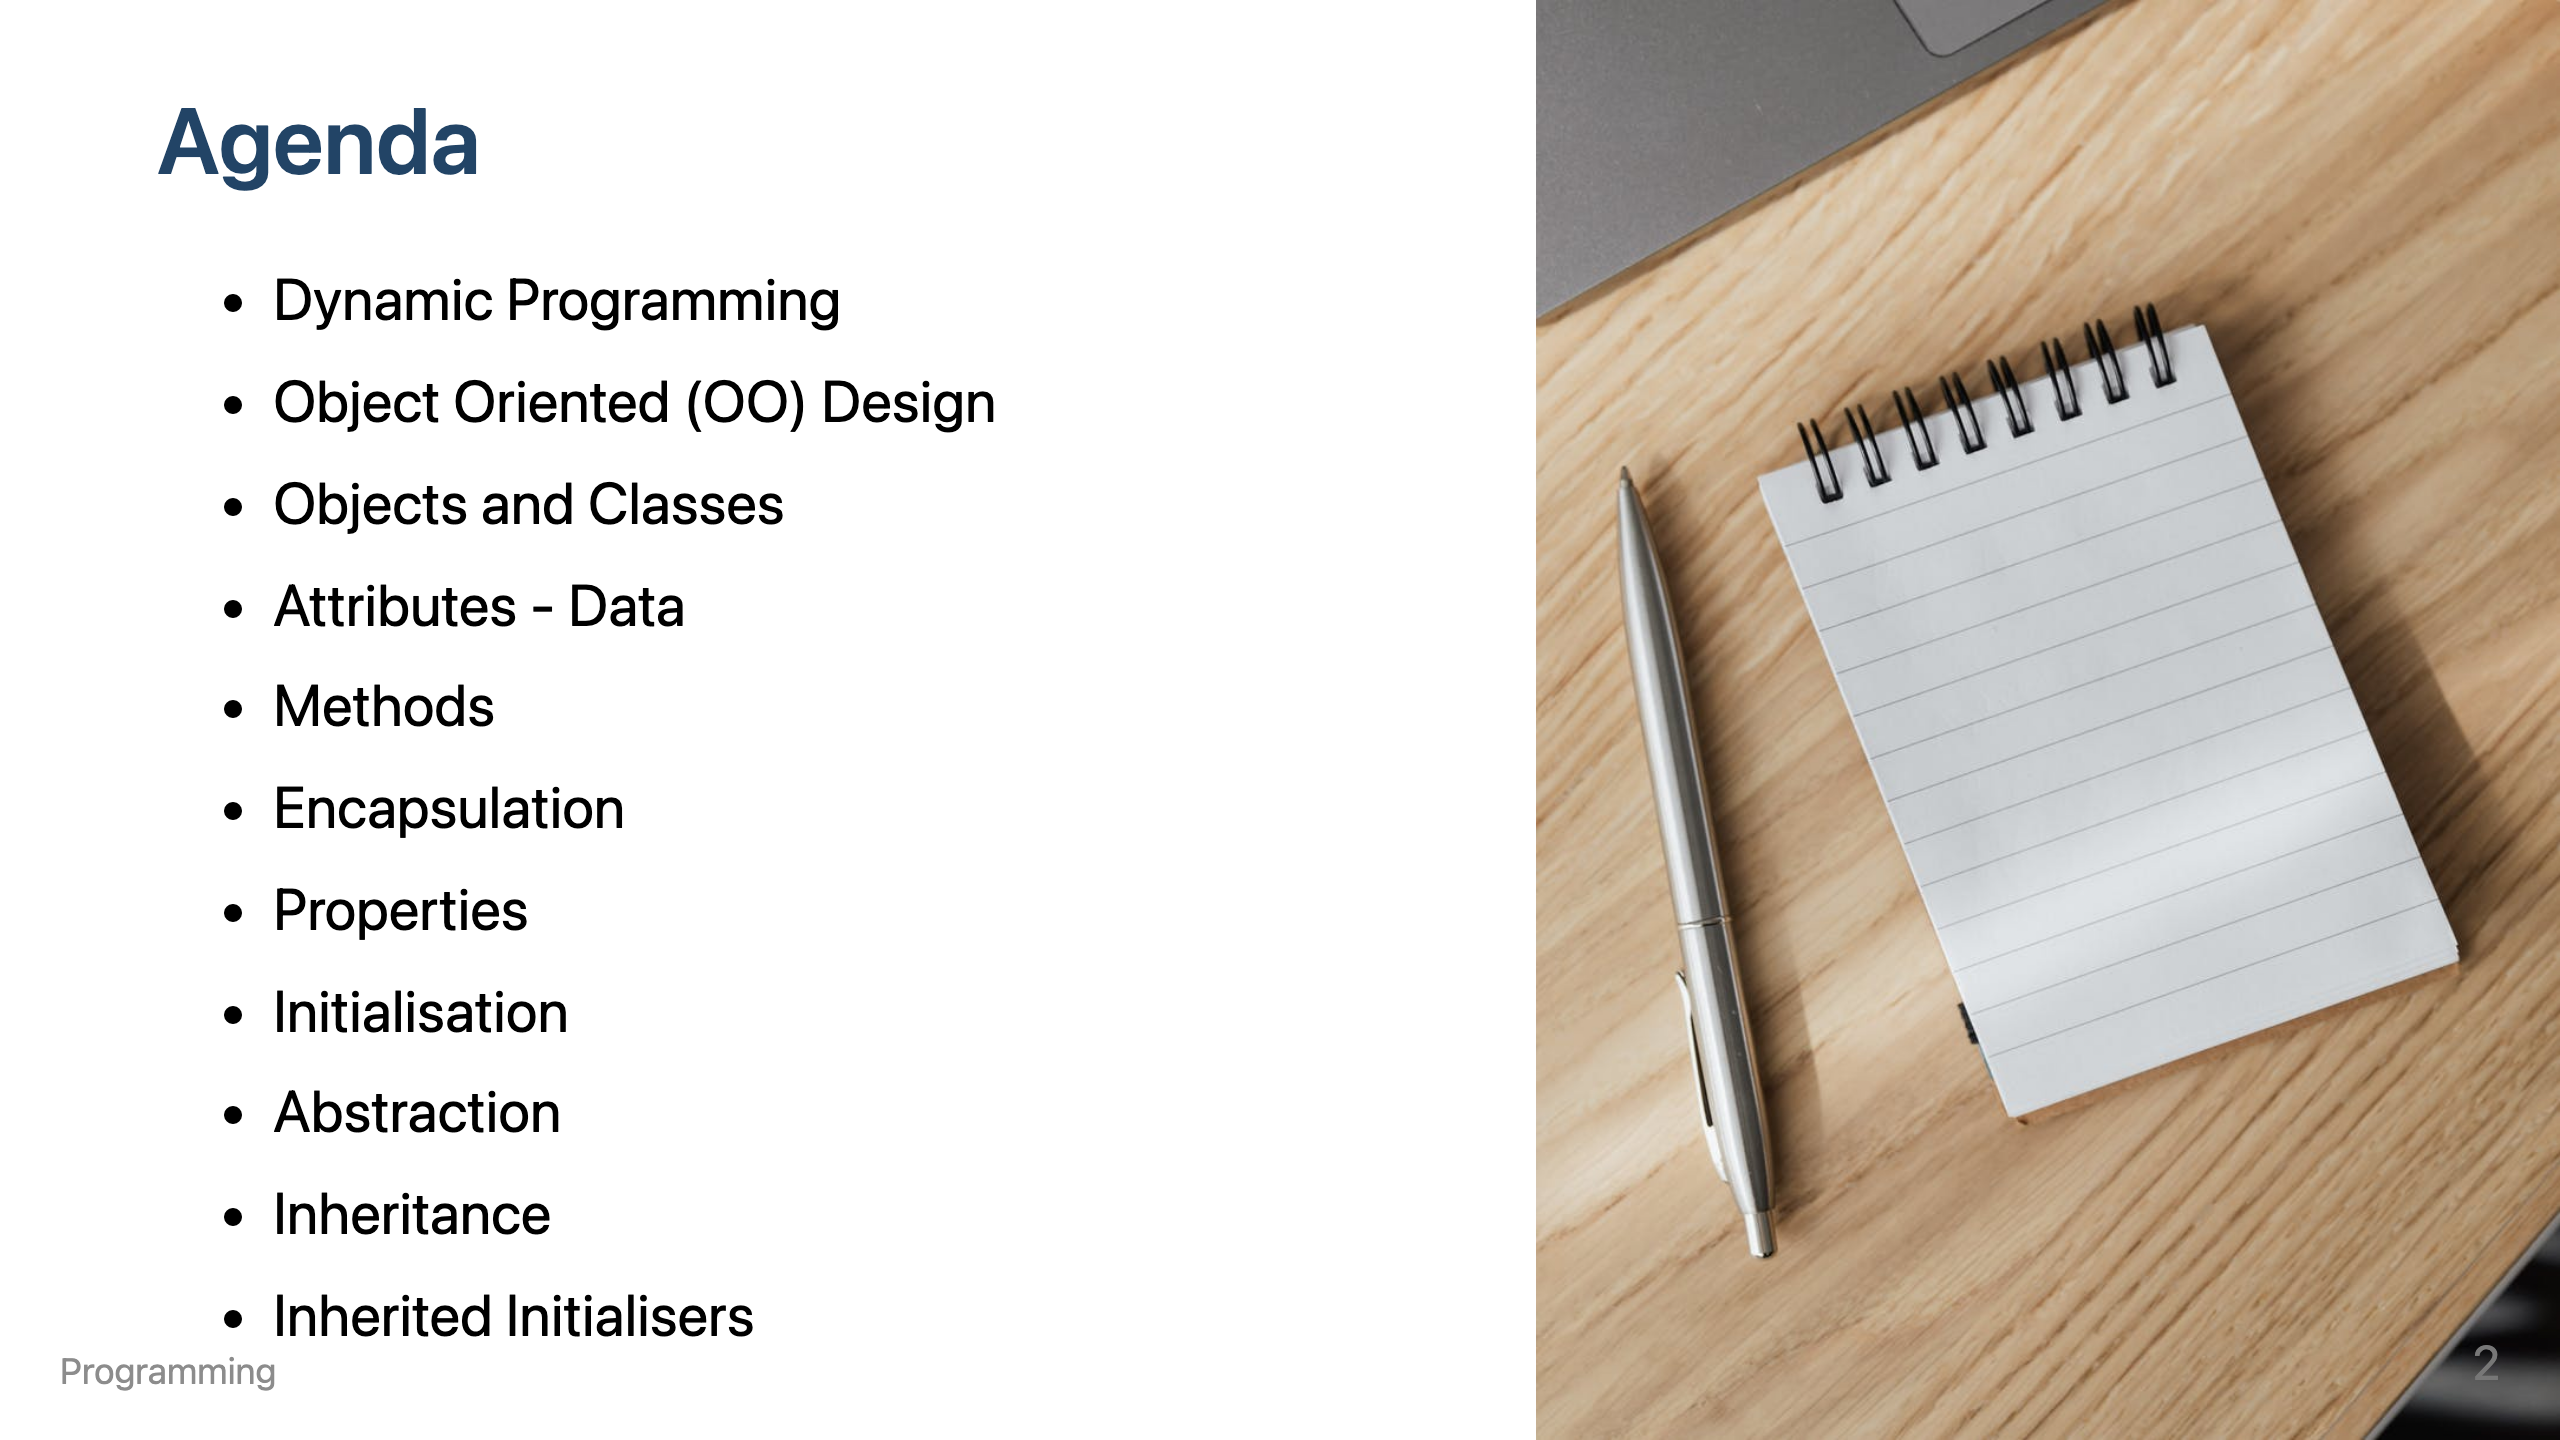 Agenda
• Dynamic Programming
• Object Oriented (OO) Design
• Objects and Classes
• Attributes - Data
• Methods
• Encapsulation
• Properties
• Initialisation
• Abstraction
• Inheritance
• Inherited Initialisers
Programming
2